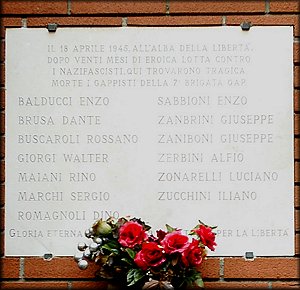 IL 18 APRILE 1945, ALL'ALBA DELLA LIBERTÀ,
DOPO VENTI MESI DI EROICA LOTTA CONTRO
I NAZIFASCISTI, QUI TROVARONO TRAGICA
MORTE I GAPPISTI DELLA 7ª BRIGATA GAP.
BALDUCCI ENZO
BRUSA DANTE
BUSCAROLI ROSSANO
GIORGI WALTER
MAIANI RINO
MARCHI SERGIO
ROMAGNOLI DINO
SABBIONI ENZO
ZANBRINI GIUSEPPE
ZANIBONI GIUSEPPE
ZERBINI ALFIO
ZONARELLI LUCIANO
ZUCCHINI ILIANO
GLORIA ETERNA PER LA LIBERTÀ